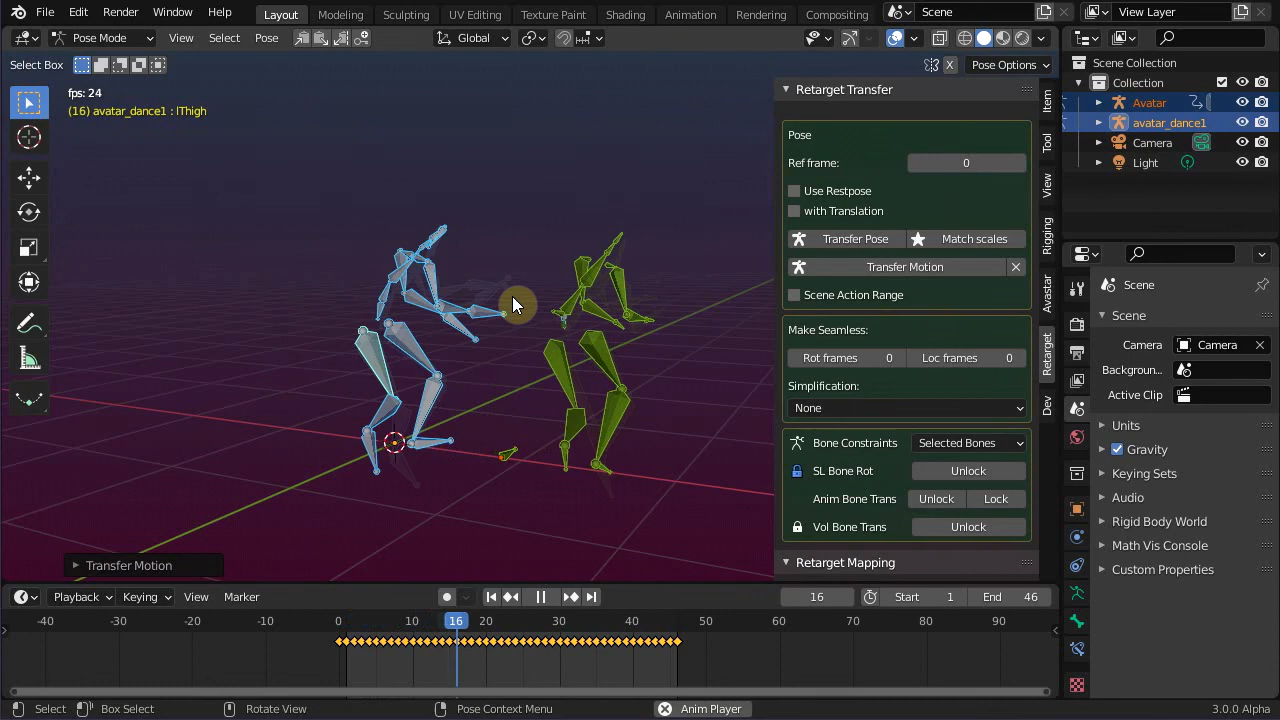 File Edit Render Window Help Layout Modeling Sculpting UV Editing Texture Paint Shading Animation Rendering Compositing Scene View Layer
Pose Mode View Select Pose Global
Select Box X Pose Options
fps: 24
(16) avatar_dance1 : lThigh
Retarget Transfer
Pose
Ref frame: 0
Use Restpose
with Translation
Transfer Pose Match scales
Transfer Motion
Scene Action Range
Make Seamless:
Rot frames 0 Loc frames 0
Simplification:
None
Bone Constraints Selected Bones
SL Bone Rot Unlock
Anim Bone Trans Unlock Lock
Vol Bone Trans Unlock
Retarget Mapping
Item
Tool
View
Rigging
Avastar
Retarget
Dev
Scene Collection
Collection
Avatar
avatar_dance1
Camera
Light
Scene
Scene
Camera Camera
Backgroun...
Active Clip
Units
Gravity
Keying Sets
Audio
Rigid Body World
Math Vis Console
Custom Properties
Transfer Motion
Playback Keying View Marker 16 Start 1 End 46
-40 -30 -20 -10 0 10 16 20 30 40 50 60 70 80 90
Select Box Select Rotate View Pose Context Menu Anim Player 3.0.0 Alpha